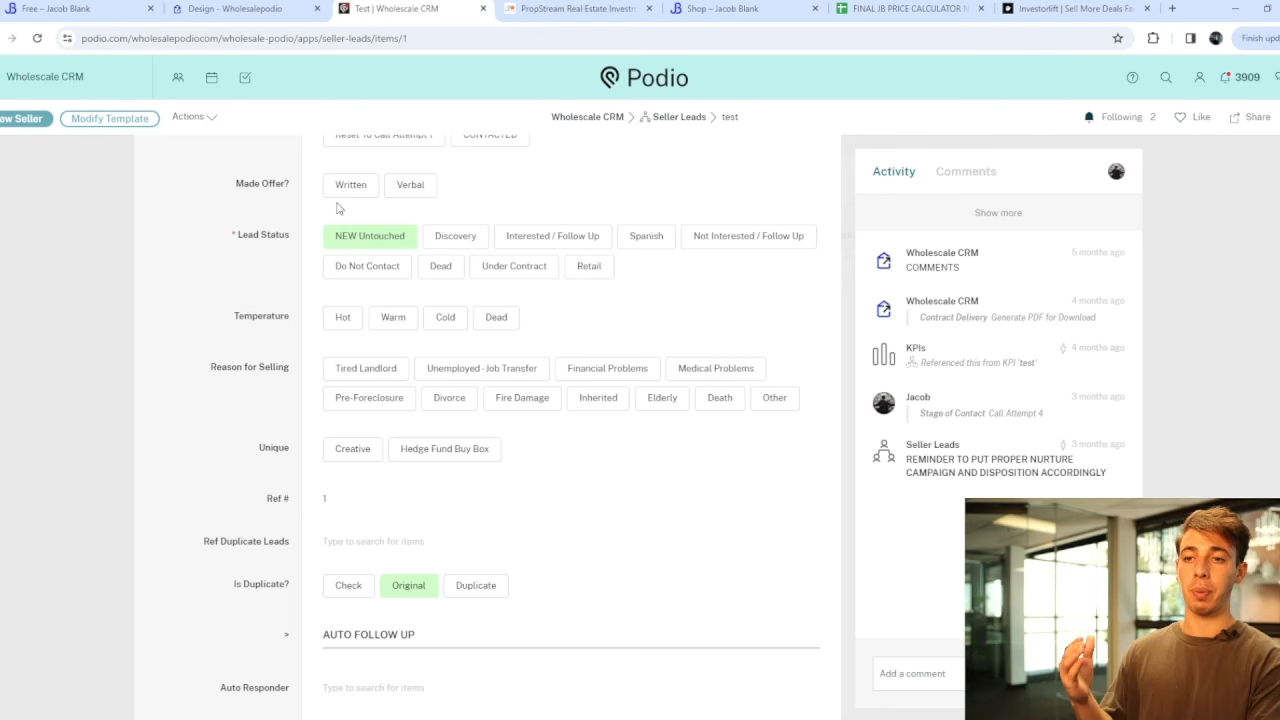 Free – Jacob Blank
Design - Wholesalepodio
Test | Wholescale CRM
PropStream Real Estate Investm
Shop – Jacob Blank
FINAL JB PRICE CALCULATOR
Investorlift | Sell More Deals Fa
podio.com/wholesalepodiocom/wholesale-podio/apps/seller-leads/items/1
Finish upd
Wholescale CRM
Podio
3909
ew Seller
Modify Template
Actions
Wholescale CRM
Seller Leads
test
Following 2
Like
Share
Reset To Call Attempt 1
CONTACTED
Made Offer?
Written
Verbal
* Lead Status
NEW Untouched
Discovery
Interested / Follow Up
Spanish
Not Interested / Follow Up
Do Not Contact
Dead
Under Contract
Retail
Temperature
Hot
Warm
Cold
Dead
Reason for Selling
Tired Landlord
Unemployed - Job Transfer
Financial Problems
Medical Problems
Pre-Foreclosure
Divorce
Fire Damage
Inherited
Elderly
Death
Other
Unique
Creative
Hedge Fund Buy Box
Ref #
1
Ref Duplicate Leads
Type to search for items
Is Duplicate?
Check
Original
Duplicate
>
AUTO FOLLOW UP
Auto Responder
Type to search for items
Activity
Comments
Show more
Wholescale CRM
5 months ago
COMMENTS
Wholescale CRM
4 months ago
Contract Delivery Generate PDF for Download
KPIs
4 months ago
Referenced this from KPI 'test'
Jacob
3 months ago
Stage of Contact Call Attempt 4
Seller Leads
3 months ago
REMINDER TO PUT PROPER NURTURE
CAMPAIGN AND DISPOSITION ACCORDINGLY
Add a comment